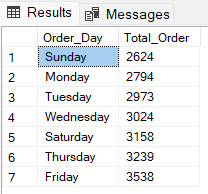 Results Messages
Order_Day Total_Order
1 Sunday 2624
2 Monday 2794
3 Tuesday 2973
4 Wednesday 3024
5 Saturday 3158
6 Thursday 3239
7 Friday 3538